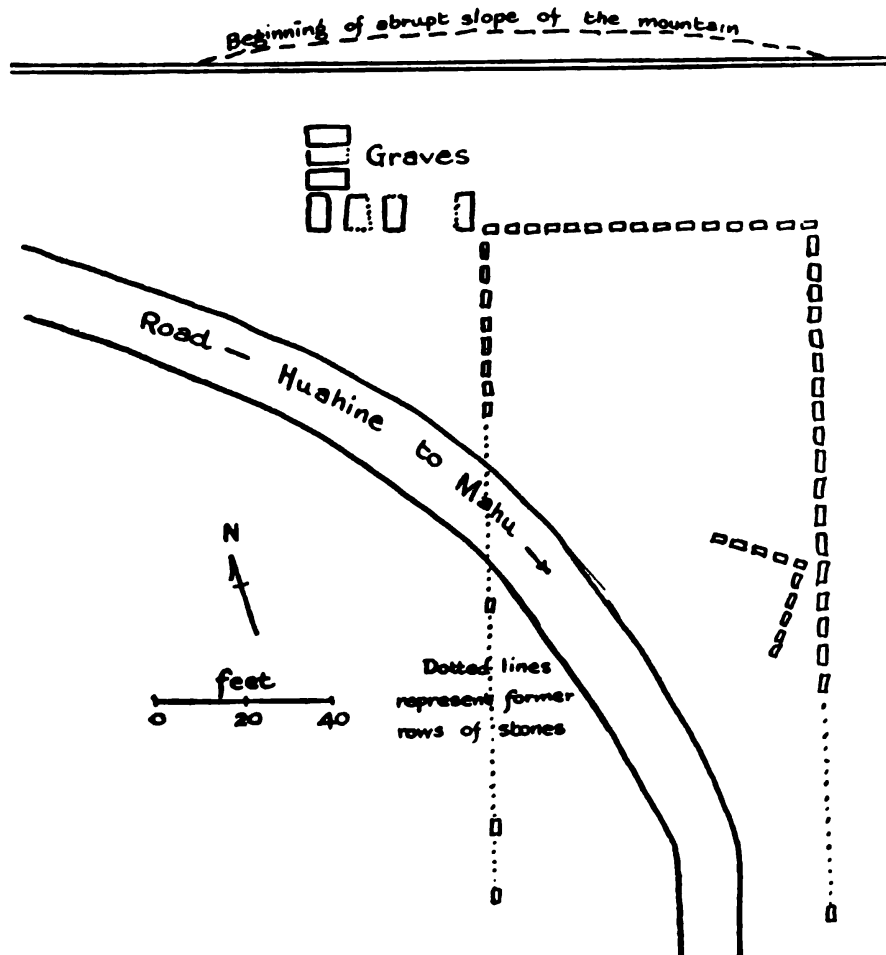 Beginning of abrupt slope of the mountain
Graves
Road — Huahine to Mahu
N
feet
0 20 40
Dotted lines
represent former
rows of stones